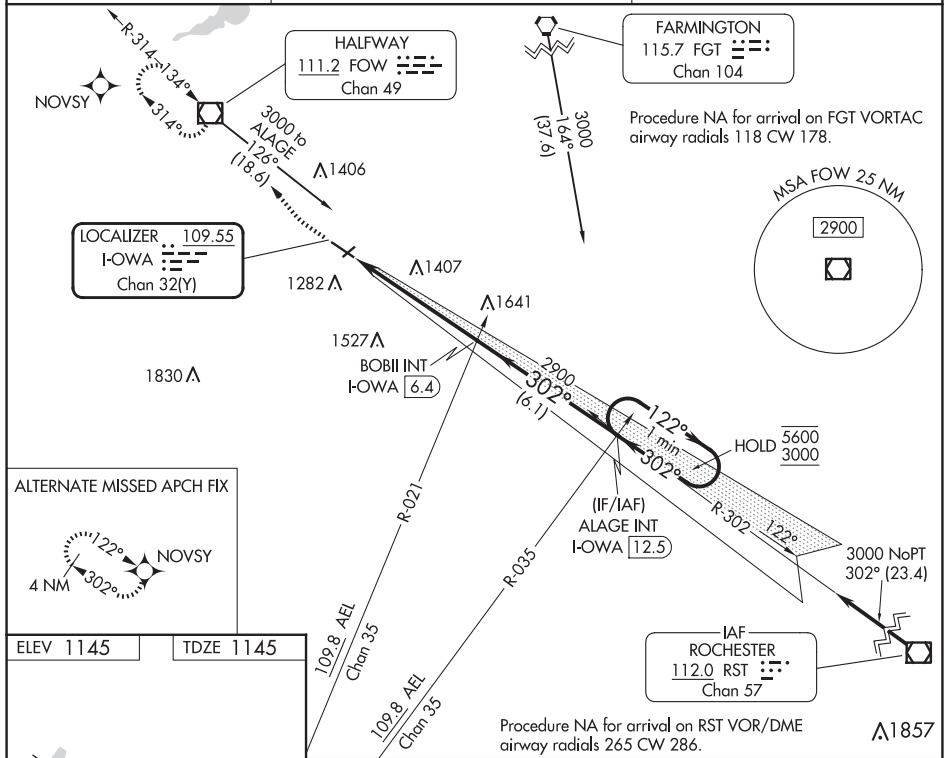 R-314
134°
314°
NOVSY
HALFWAY
111.2 FOW
Chan 49
3000 to
ALAGE
126°
(18.6)
1406
FARMINGTON
115.7 FGT
Chan 104
3000
164°
(37.6)
Procedure NA for arrival on FGT VORTAC
airway radials 118 CW 178.
MSA FOW 25 NM
2900
LOCALIZER 109.55
I-OWA
Chan 32(Y)
1282
1407
1641
1527
BOBII INT
I-OWA 6.4
1830
2900
302°
(6.1)
122°
1 min
302°
HOLD 5600
3000
(IF/IAF)
ALAGE INT
I-OWA 12.5
R-302
122°
3000 NoPT
302° (23.4)
R-021
R-035
109.8 AEL
Chan 35
109.8 AEL
Chan 35
IAF
ROCHESTER
112.0 RST
Chan 57
1857
Procedure NA for arrival on RST VOR/DME
airway radials 265 CW 286.
ALTERNATE MISSED APCH FIX
122°
302°
4 NM
NOVSY
ELEV 1145
TDZE 1145